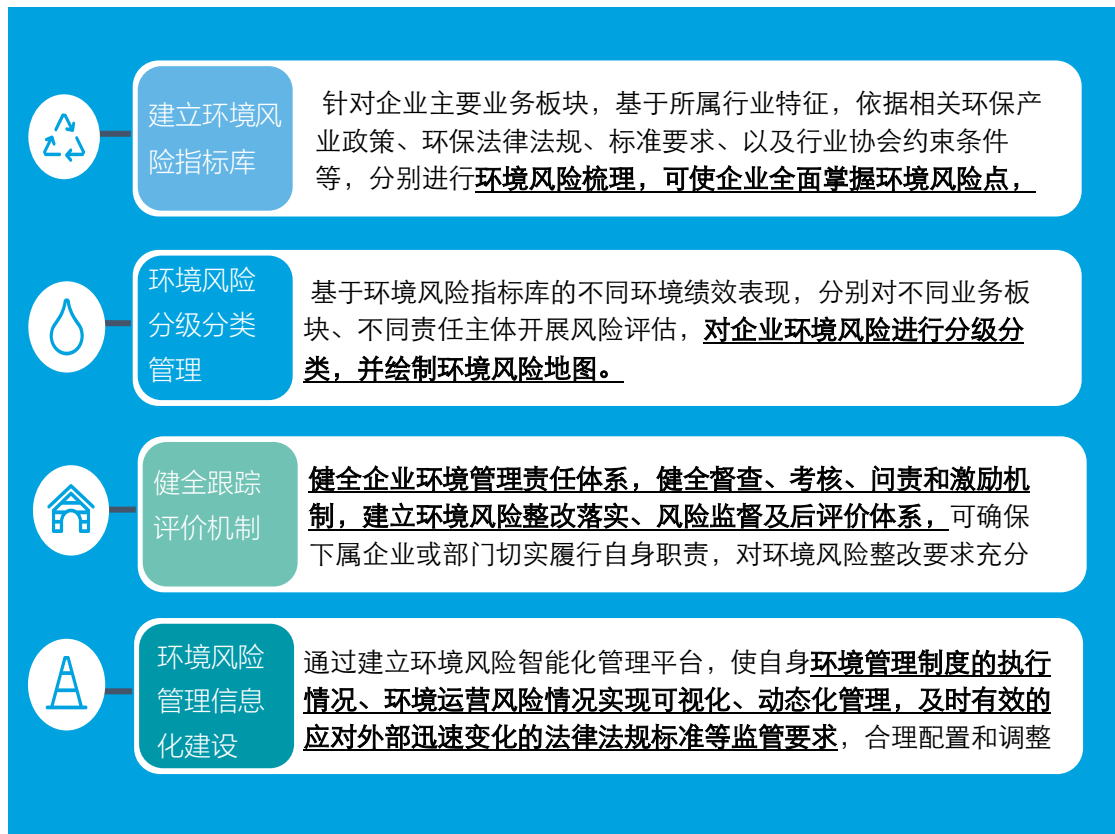 建立环境风
险指标库
针对企业主要业务板块，基于所属行业特征，依据相关环保产
业政策、环保法律法规、标准要求、以及行业协会约束条件
等，分别进行环境风险梳理，可使企业全面掌握环境风险点，
环境风险
分级分类
管理
基于环境风险指标库的不同环境绩效表现，分别对不同业务板
块、不同责任主体开展风险评估，对企业环境风险进行分级分
类，并绘制环境风险地图。
健全跟踪
评价机制
健全企业环境管理责任体系，健全督查、考核、问责和激励机
制，建立环境风险整改落实、风险监督及后评价体系，可确保
下属企业或部门切实履行自身职责，对环境风险整改要求充分
环境风险
管理信息
化建设
通过建立环境风险智能化管理平台，使自身环境管理制度的执行
情况、环境运营风险情况实现可视化、动态化管理，及时有效的
应对外部迅速变化的法律法规标准等监管要求，合理配置和调整